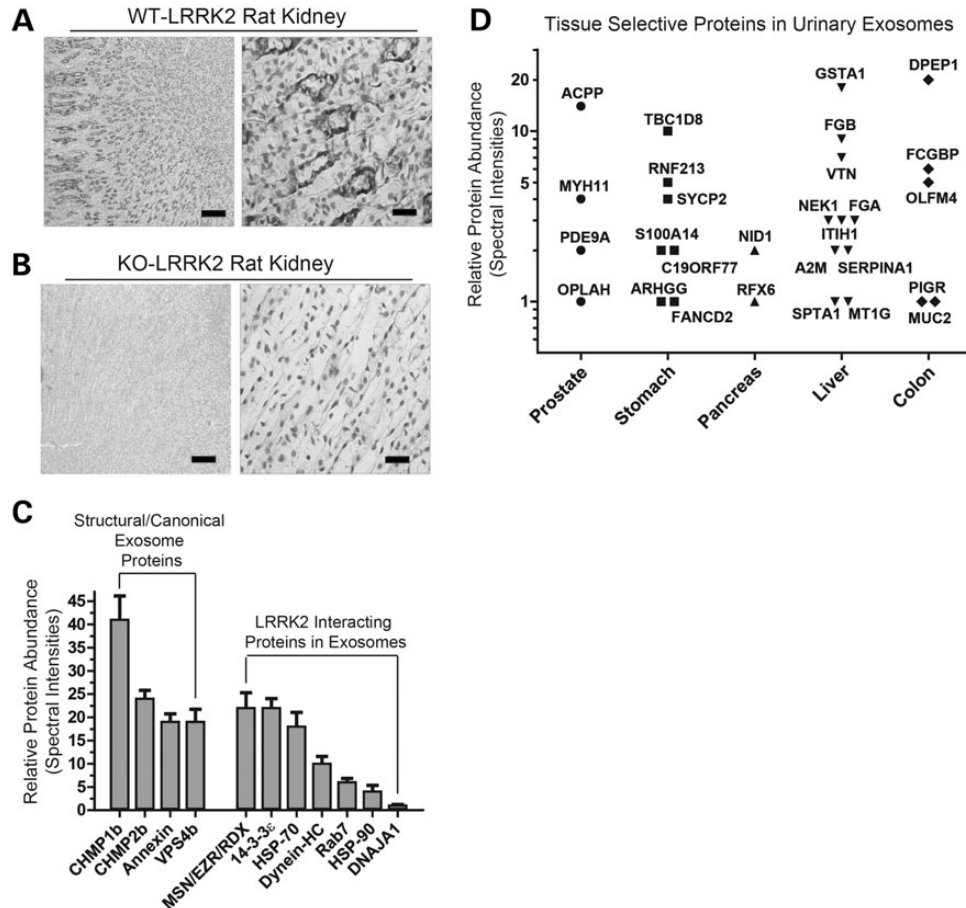 A
WT-LRRK2 Rat Kidney
B
KO-LRRK2 Rat Kidney
C
Structural/Canonical
Exosome
Proteins
LRRK2 Interacting
Proteins in Exosomes
Relative Protein Abundance
(Spectral Intensities)
45
40
35
30
25
20
15
10
5
0
CHMP1b
CHMP2b
Annexin
VPS4b
MSN/EZR/RDX
14-3-3ε
HSP-70
Dynein-HC
Rab7
HSP-90
DNAJA1
D
Tissue Selective Proteins in Urinary Exosomes
Relative Protein Abundance
(Spectral Intensities)
20
10
5
1
ACPP
MYH11
PDE9A
OPLAH
TBC1D8
RNF213
SYCP2
S100A14
C19ORF77
ARHGG
FANCD2
NID1
RFX6
GSTA1
FGB
VTN
NEK1 FGA
ITIH1
A2M SERPINA1
SPTA1 MT1G
DPEP1
FCGBP
OLFM4
PIGR
MUC2
Prostate
Stomach
Pancreas
Liver
Colon